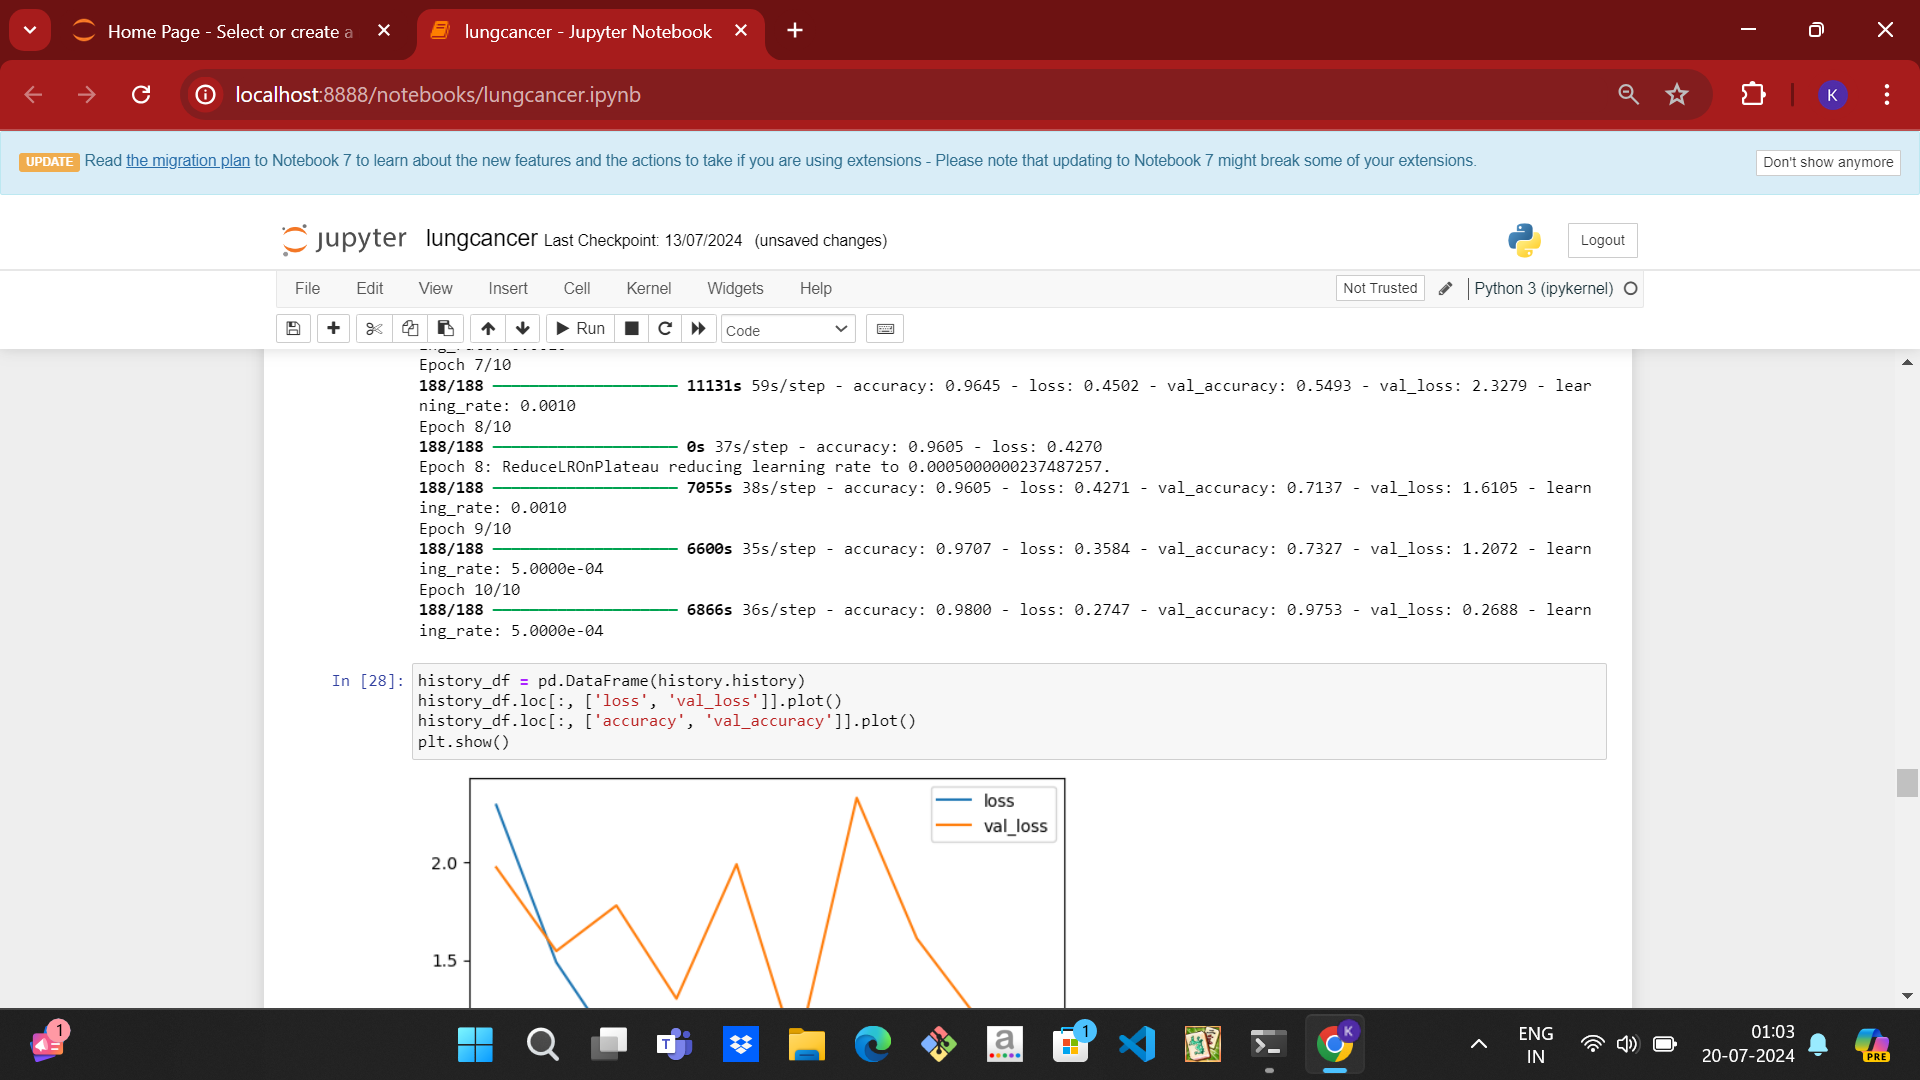 Home Page - Select or create a
lungcancer - Jupyter Notebook
localhost:8888/notebooks/lungcancer.ipynb
K
UPDATE Read the migration plan to Notebook 7 to learn about the new features and the actions to take if you are using extensions - Please note that updating to Notebook 7 might break some of your extensions.
Don't show anymore
jupyter lungcancer Last Checkpoint: 13/07/2024 (unsaved changes)
Logout
File Edit View Insert Cell Kernel Widgets Help
Not Trusted
Python 3 (ipykernel)
Run
Code
Epoch 7/10
188/188 ━━━━━━━━━━━━━━━━━━━━ 11131s 59s/step - accuracy: 0.9645 - loss: 0.4502 - val_accuracy: 0.5493 - val_loss: 2.3279 - lear
ning_rate: 0.0010
Epoch 8/10
188/188 ━━━━━━━━━━━━━━━━━━━━ 0s 37s/step - accuracy: 0.9605 - loss: 0.4270
Epoch 8: ReduceLROnPlateau reducing learning rate to 0.0005000000237487257.
188/188 ━━━━━━━━━━━━━━━━━━━━ 7055s 38s/step - accuracy: 0.9605 - loss: 0.4271 - val_accuracy: 0.7137 - val_loss: 1.6105 - learn
ing_rate: 0.0010
Epoch 9/10
188/188 ━━━━━━━━━━━━━━━━━━━━ 6600s 35s/step - accuracy: 0.9707 - loss: 0.3584 - val_accuracy: 0.7327 - val_loss: 1.2072 - learn
ing_rate: 5.0000e-04
Epoch 10/10
188/188 ━━━━━━━━━━━━━━━━━━━━ 6866s 36s/step - accuracy: 0.9800 - loss: 0.2747 - val_accuracy: 0.9753 - val_loss: 0.2688 - learn
ing_rate: 5.0000e-04
In [28]: history_df = pd.DataFrame(history.history)
history_df.loc[:, ['loss', 'val_loss']].plot()
history_df.loc[:, ['accuracy', 'val_accuracy']].plot()
plt.show()
loss
val_loss
2.0
1.5
1
T
a
1
K
ENG
IN
01:03
20-07-2024
PRE